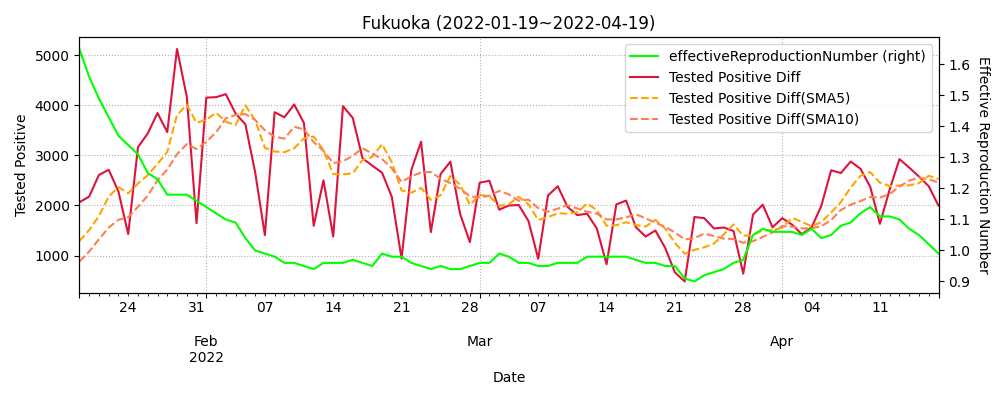 Fukuoka (2022-01-19~2022-04-19)
effectiveReproductionNumber (right)
Tested Positive Diff
Tested Positive Diff(SMA5)
Tested Positive Diff(SMA10)
Tested Positive
5000
4000
3000
2000
1000
Effective Reproduction Number
1.6
1.5
1.4
1.3
1.2
1.1
1.0
0.9
24 31 07 14 21 28 07 14 21 28 04 11
Feb Mar Apr
2022
Date